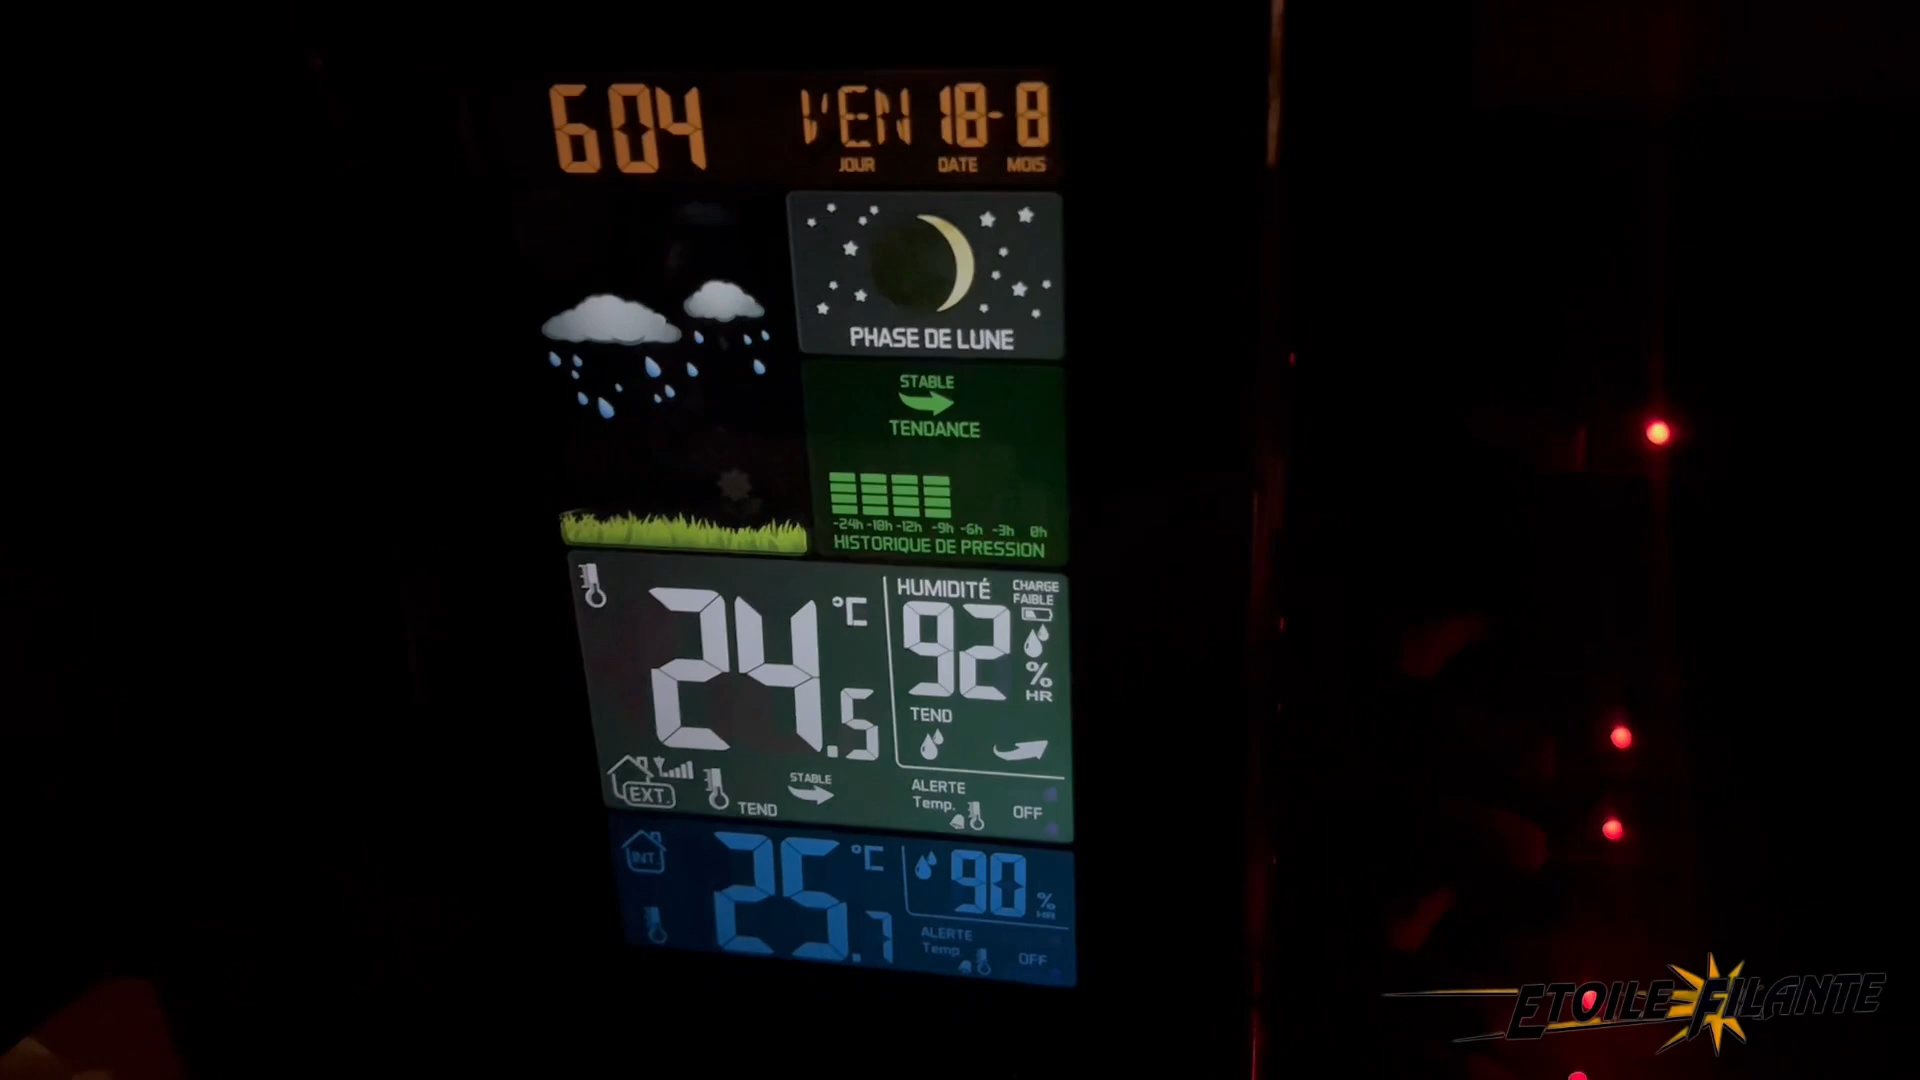 604 VEN 18-8
JOUR DATE MOIS
PHASE DE LUNE
STABLE
TENDANCE
-24h -18h -12h -9h -6h -3h 0h
HISTORIQUE DE PRESSION
24.5 °C
HUMIDITÉ
92
CHARGE
FAIBLE
%
HR
TEND
EXT.
TEND
STABLE
ALERTE
Temp.
OFF
INT.
25.7 °C
90 %
HR
ALERTE
Temp.
OFF
ETOILE FILANTE